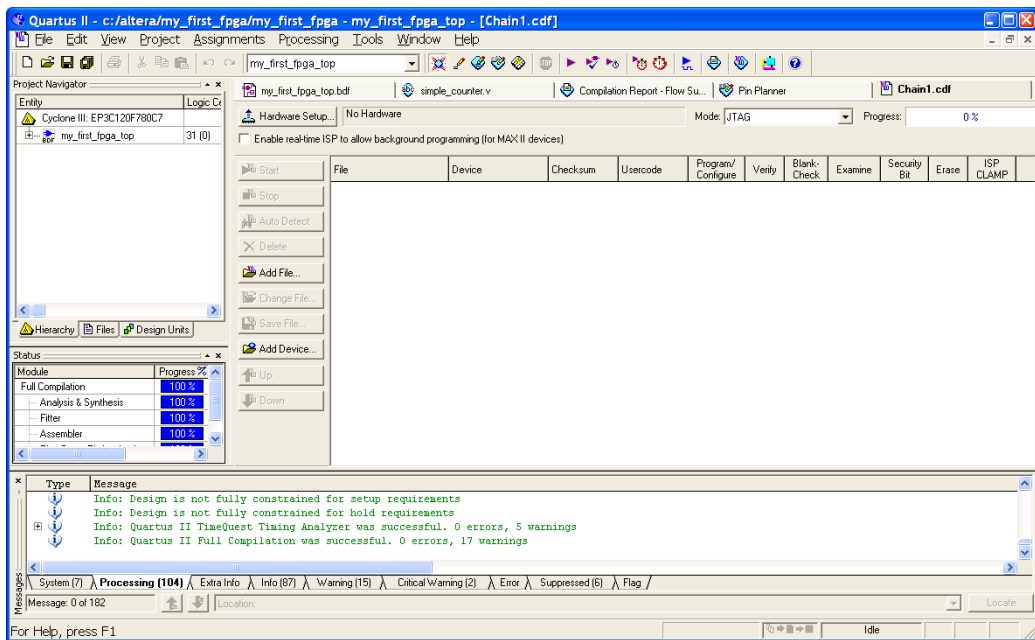 Quartus II - c:/altera/my_first_fpga/my_first_fpga - my_first_fpga_top - [Chain1.cdf]
File Edit View Project Assignments Processing Tools Window Help
my_first_fpga_top
Project Navigator
Entity Logic Ce
Cyclone III: EP3C120F780C7
my_first_fpga_top 31 (0)
Hierarchy Files Design Units
Status
Module Progress %
Full Compilation 100 %
Analysis & Synthesis 100 %
Fitter 100 %
Assembler 100 %
my_first_fpga_top.bdf simple_counter.v Compilation Report - Flow Su... Pin Planner Chain1.cdf
Hardware Setup... No Hardware Mode: JTAG Progress: 0 %
Enable real-time ISP to allow background programming (for MAX II devices)
Start
Stop
Auto Detect
Delete
Add File...
Change File...
Save File...
Add Device...
Up
Down
File Device Checksum Usercode Program/ Configure Verify Blank- Check Examine Security Bit Erase ISP CLAMP
Type Message
Info: Design is not fully constrained for setup requirements
Info: Design is not fully constrained for hold requirements
Info: Quartus II TimeQuest Timing Analyzer was successful. 0 errors, 5 warnings
Info: Quartus II Full Compilation was successful. 0 errors, 17 warnings
System (7) Processing (104) Extra Info Info (87) Warning (15) Critical Warning (2) Error Suppressed (6) Flag
Messages
Message: 0 of 182 Location: Locate
For Help, press F1 Idle